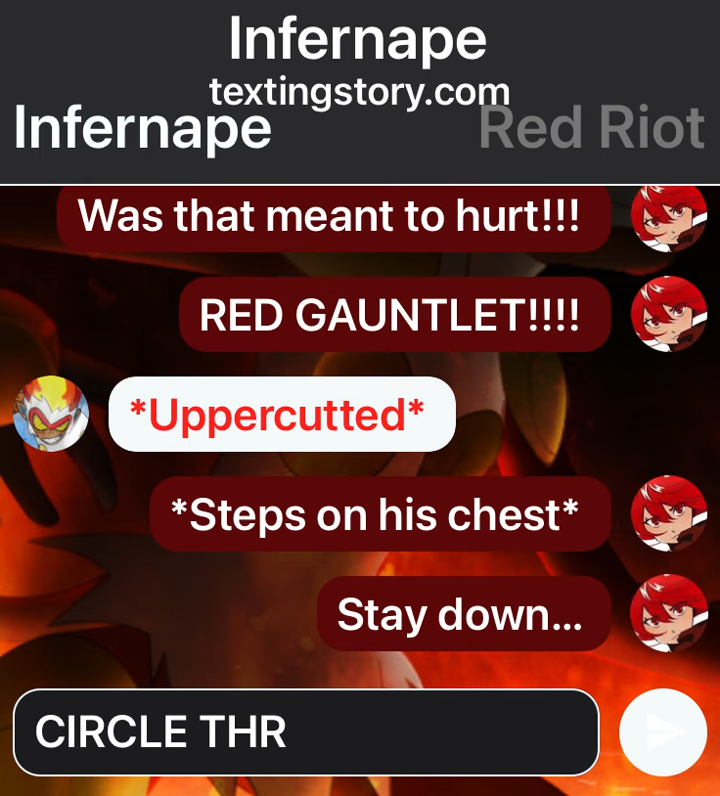 Infernape
textingstory.com
Infernape Red Riot
Was that meant to hurt!!!
RED GAUNTLET!!!!
*Uppercutted*
*Steps on his chest*
Stay down...
CIRCLE THR